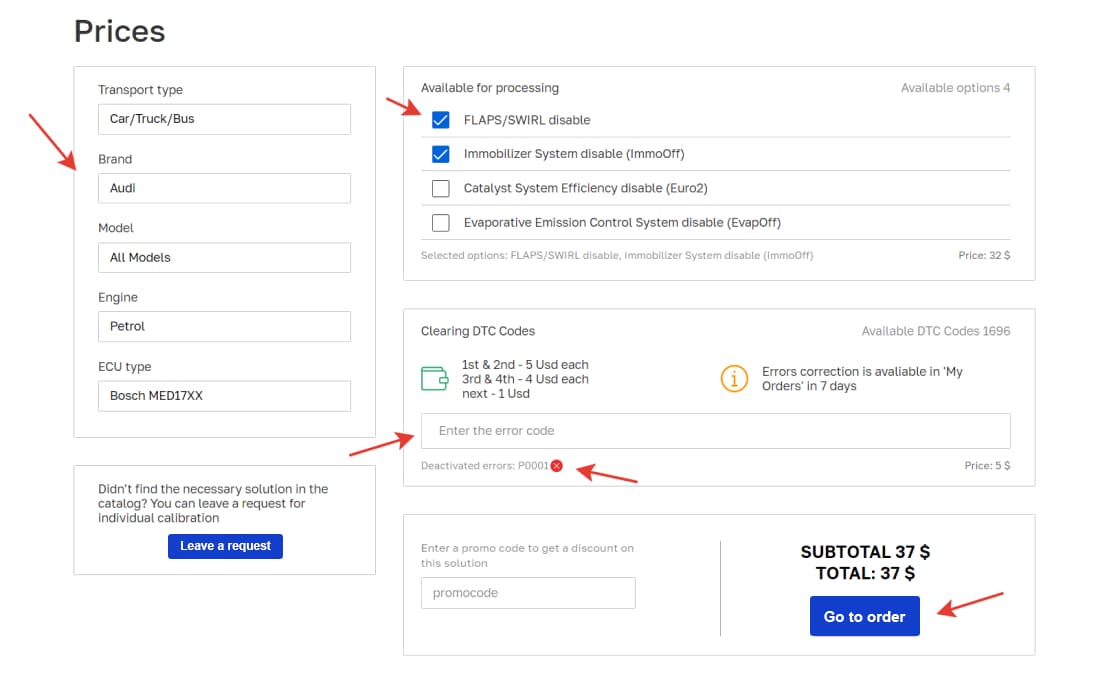 Prices
Transport type
Car/Truck/Bus
Brand
Audi
Model
All Models
Engine
Petrol
ECU type
Bosch MED17XX
Didn't find the necessary solution in the
catalog? You can leave a request for
individual calibration
Leave a request
Available for processing
Available options 4
FLAPS/SWIRL disable
Immobilizer System disable (ImmoOff)
Catalyst System Efficiency disable (Euro2)
Evaporative Emission Control System disable (EvapOff)
Selected options: FLAPS/SWIRL disable, Immobilizer System disable (ImmoOff)
Price: 32 $
Clearing DTC Codes
Available DTC Codes 1696
1st & 2nd - 5 Usd each
3rd & 4th - 4 Usd each
next - 1 Usd
Errors correction is avaliable in 'My
Orders' in 7 days
Enter the error code
Deactivated errors: P0001
Price: 5 $
Enter a promo code to get a discount on
this solution
promocode
SUBTOTAL 37 $
TOTAL: 37 $
Go to order